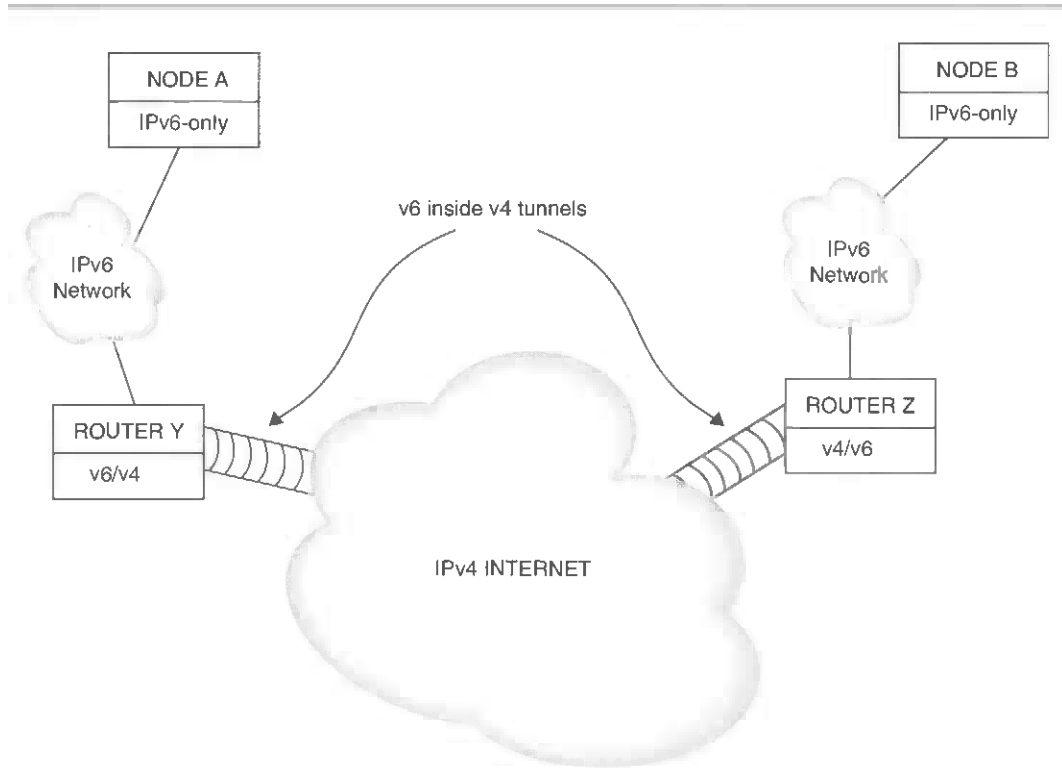 NODE A
IPv6-only
NODE B
IPv6-only
v6 inside v4 tunnels
IPv6
Network
IPv6
Network
ROUTER Y
v6/v4
ROUTER Z
v4/v6
IPv4 INTERNET